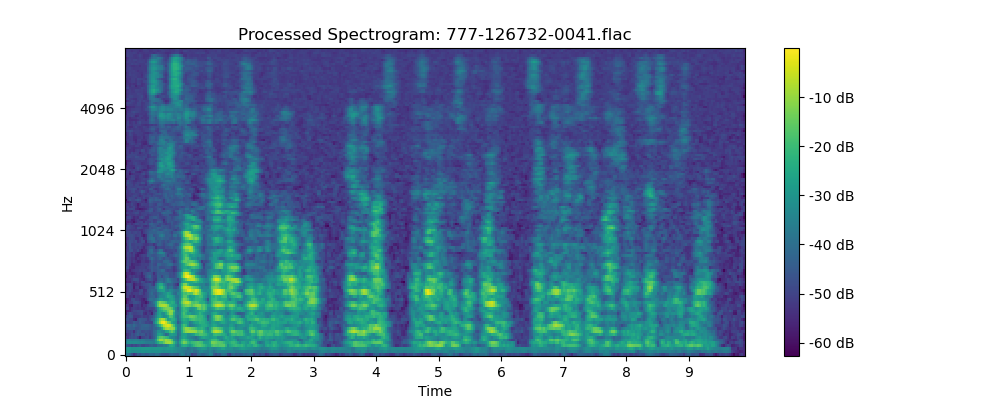 Processed Spectrogram: 777-126732-0041.flac
Hz
4096
2048
1024
512
0
0 1 2 3 4 5 6 7 8 9
Time
-10 dB
-20 dB
-30 dB
-40 dB
-50 dB
-60 dB